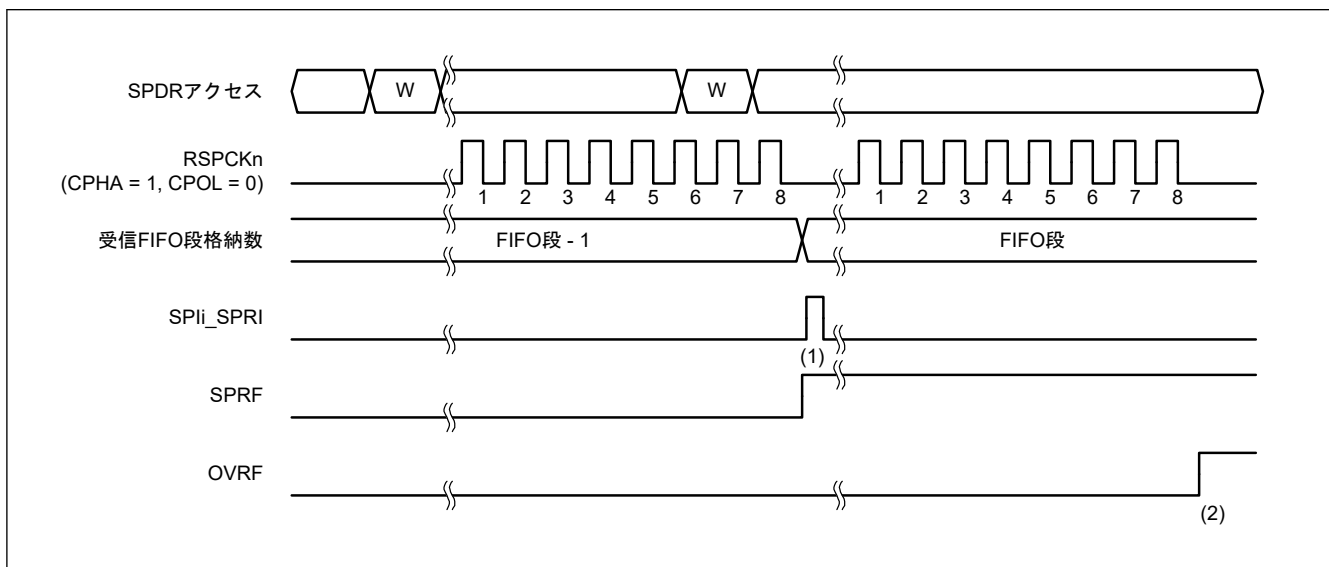 SPDRアクセス
W
W
RSPCKn
(CPHA = 1, CPOL = 0)
1 2 3 4 5 6 7 8
1 2 3 4 5 6 7 8
受信FIFO段格納数
FIFO段 - 1
FIFO段
SPIi_SPRI
(1)
SPRF
OVRF
(2)